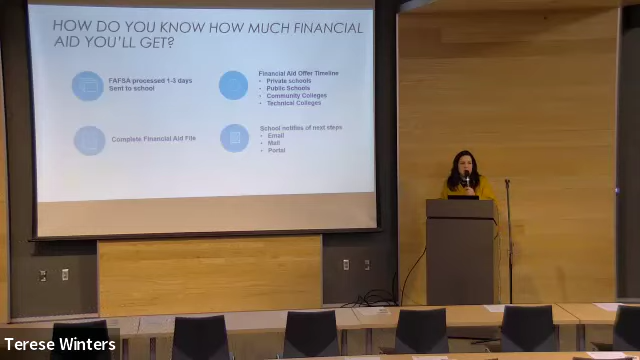 HOW DO YOU KNOW HOW MUCH FINANCIAL
AID YOU'LL GET?
FAFSA processed 1-3 days
Sent to school
Financial Aid Offer Timeline
• Private schools
• Public Schools
• Community Colleges
• Technical Colleges
Complete Financial Aid File
School notifies of next steps
• Email
• Mail
• Portal
Terese Winters